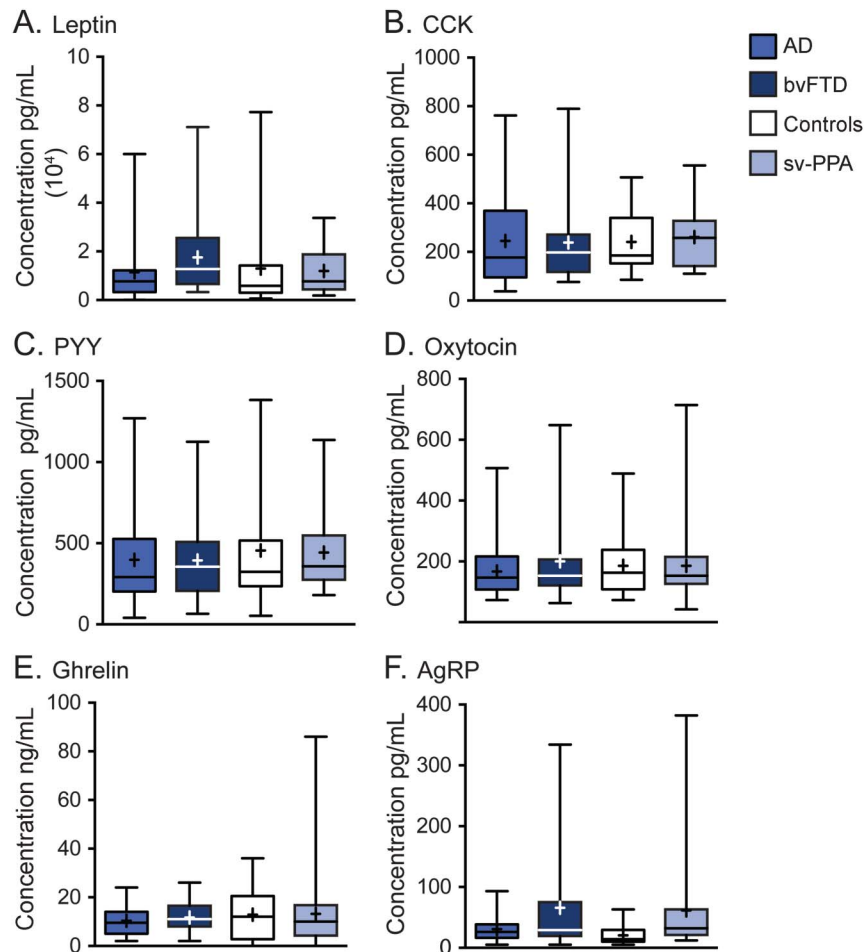 A. Leptin
Concentration pg/mL
(10⁴)
10
8
6
4
2
0
B. CCK
Concentration pg/mL
1000
800
600
400
200
0
AD
bvFTD
Controls
sv-PPA
C. PYY
Concentration pg/mL
1500
1000
500
0
D. Oxytocin
Concentration pg/mL
800
600
400
200
E. Ghrelin
Concentration ng/mL
100
80
60
40
20
0
F. AgRP
Concentration pg/mL
400
300
200
100
50
0